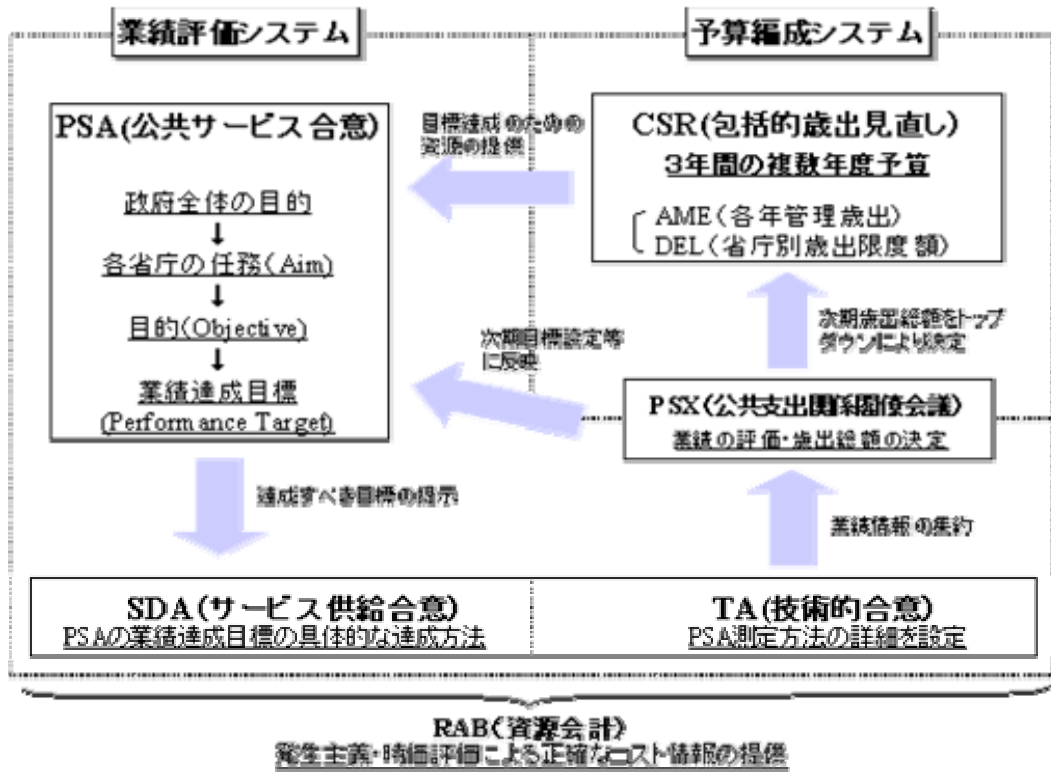 業績評価システム
予算編成システム
PSA(公共サービス合意)
政府全体の目的
↓
各省庁の任務(Aim)
↓
目的(Objective)
↓
業績達成目標
(Performance Target)
目標達成のための
資源の提供
CSR(包括的歳出見直し)
3年間の複数年度予算
AME(各年管理歳出)
DEL(省庁別歳出限度額)
次期目標設定等
に反映
次期歳出総額をトップ
ダウンにより決定
PSX(公共支出関係閣僚会議)
業績の評価・歳出総額の決定
達成すべき目標の提示
業績情報の集約
SDA(サービス供給合意)
PSAの業績達成目標の具体的な達成方法
TA(技術的合意)
PSA測定方法の詳細を設定
RAB(資源会計)
発生主義・時価評価による正確なコスト情報の提供